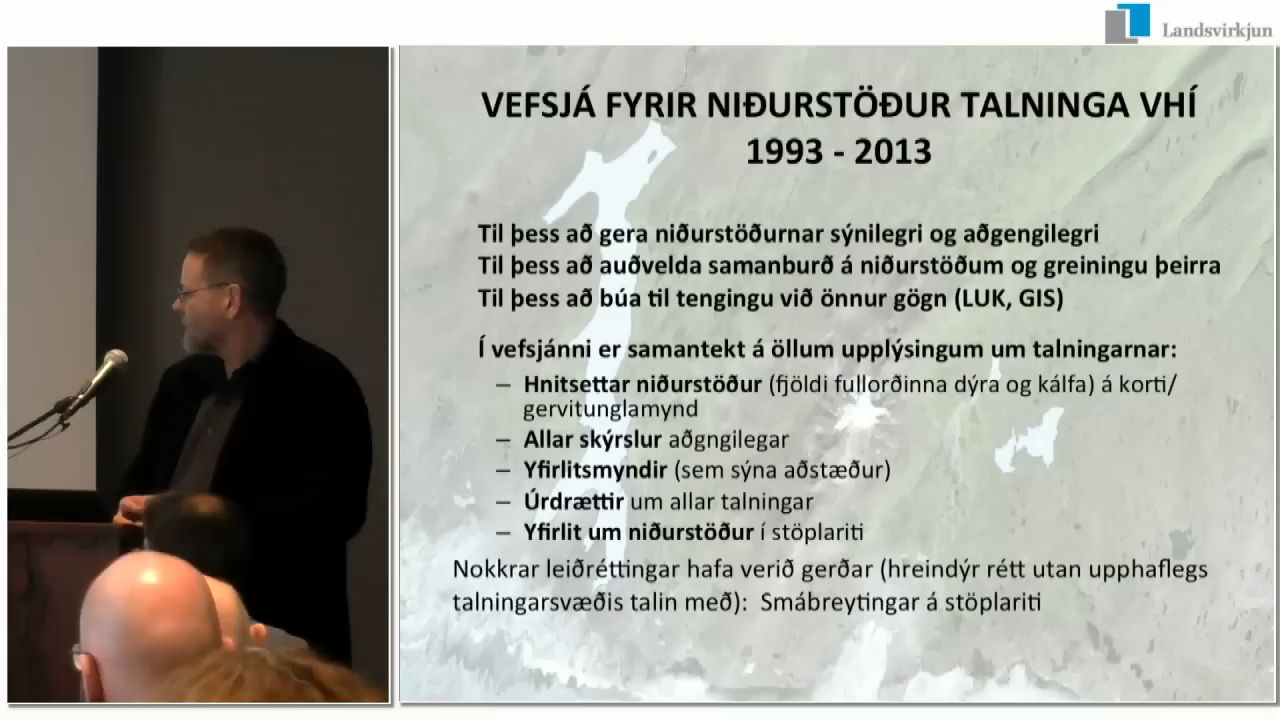 Landsvirkjun
VEFSJÁ FYRIR NIÐURSTÖÐUR TALNINGA VHÍ
1993 - 2013
Til þess að gera niðurstöðurnar sýnilegri og aðgengilegri
Til þess að auðvelda samanburð á niðurstöðum og greiningu þeirra
Til þess að búa til tengingu við önnur gögn (LUK, GIS)
Í vefsjánni er samantekt á öllum upplýsingum um talningarnar:
– Hnitsettar niðurstöður (fjöldi fullorðinna dýra og kálfa) á korti/
gervitunglamynd
– Allar skýrslur aðgngilegar
– Yfirlitsmyndir (sem sýna aðstæður)
– Úrdrættir um allar talningar
– Yfirlit um niðurstöður í stöplariti
Nokkrar leiðréttingar hafa verið gerðar (hreindýr rétt utan upphaflegs
talningarsvæðis talin með): Smábreytingar á stöplariti